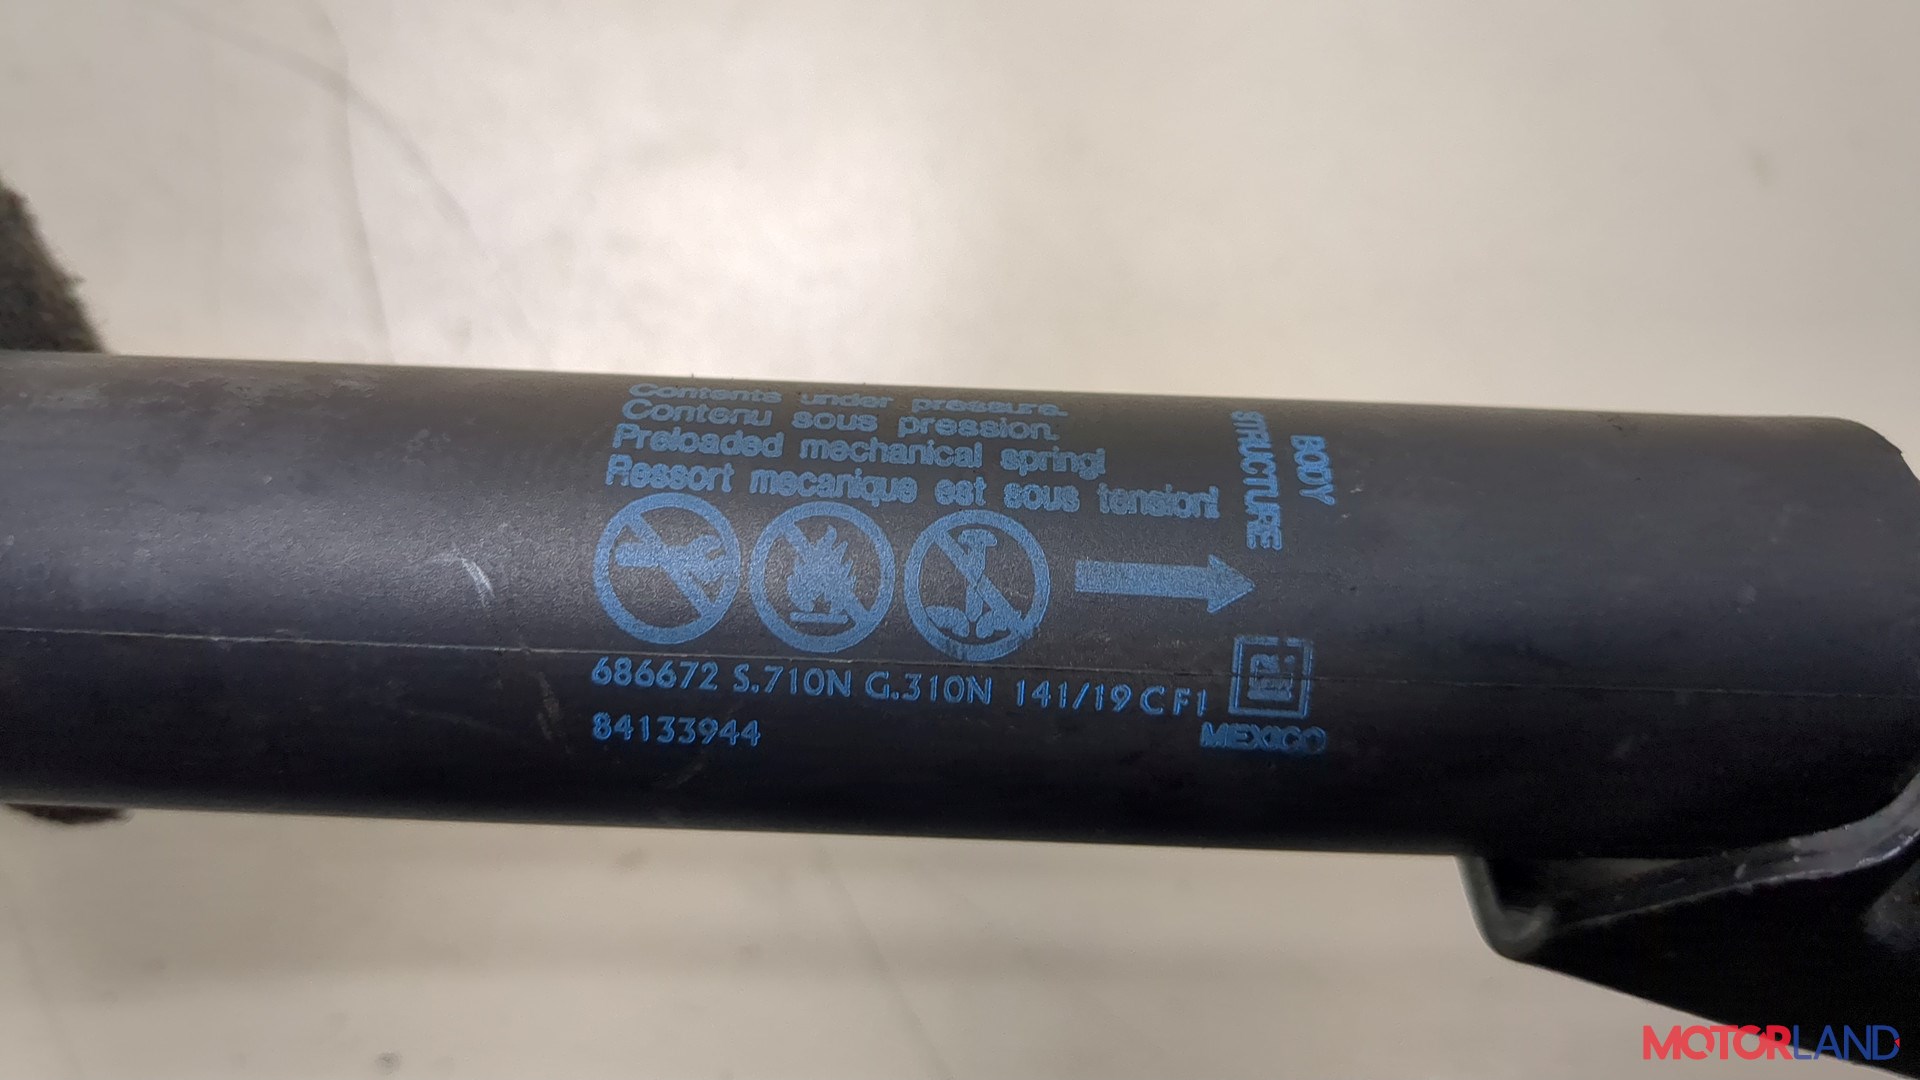 Contents under pressure.
Contenu sous pression.
Preloaded mechanical spring!
Ressort mecanique est sous tension!
BODY
STRUCTURE
686672 S.710N G.310N 141/19 C F I
84133944
GM
MEXICO
MOTORLAND